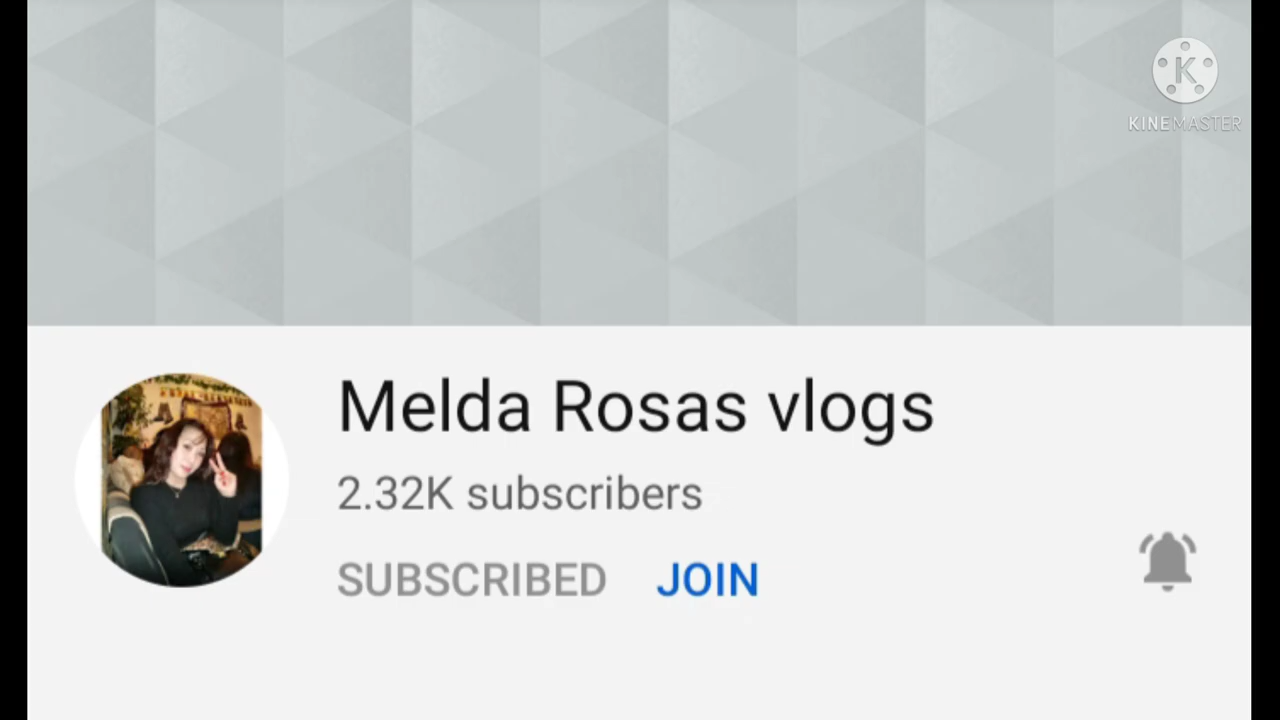 K
KINEMASTER
Melda Rosas vlogs
2.32K subscribers
SUBSCRIBED JOIN